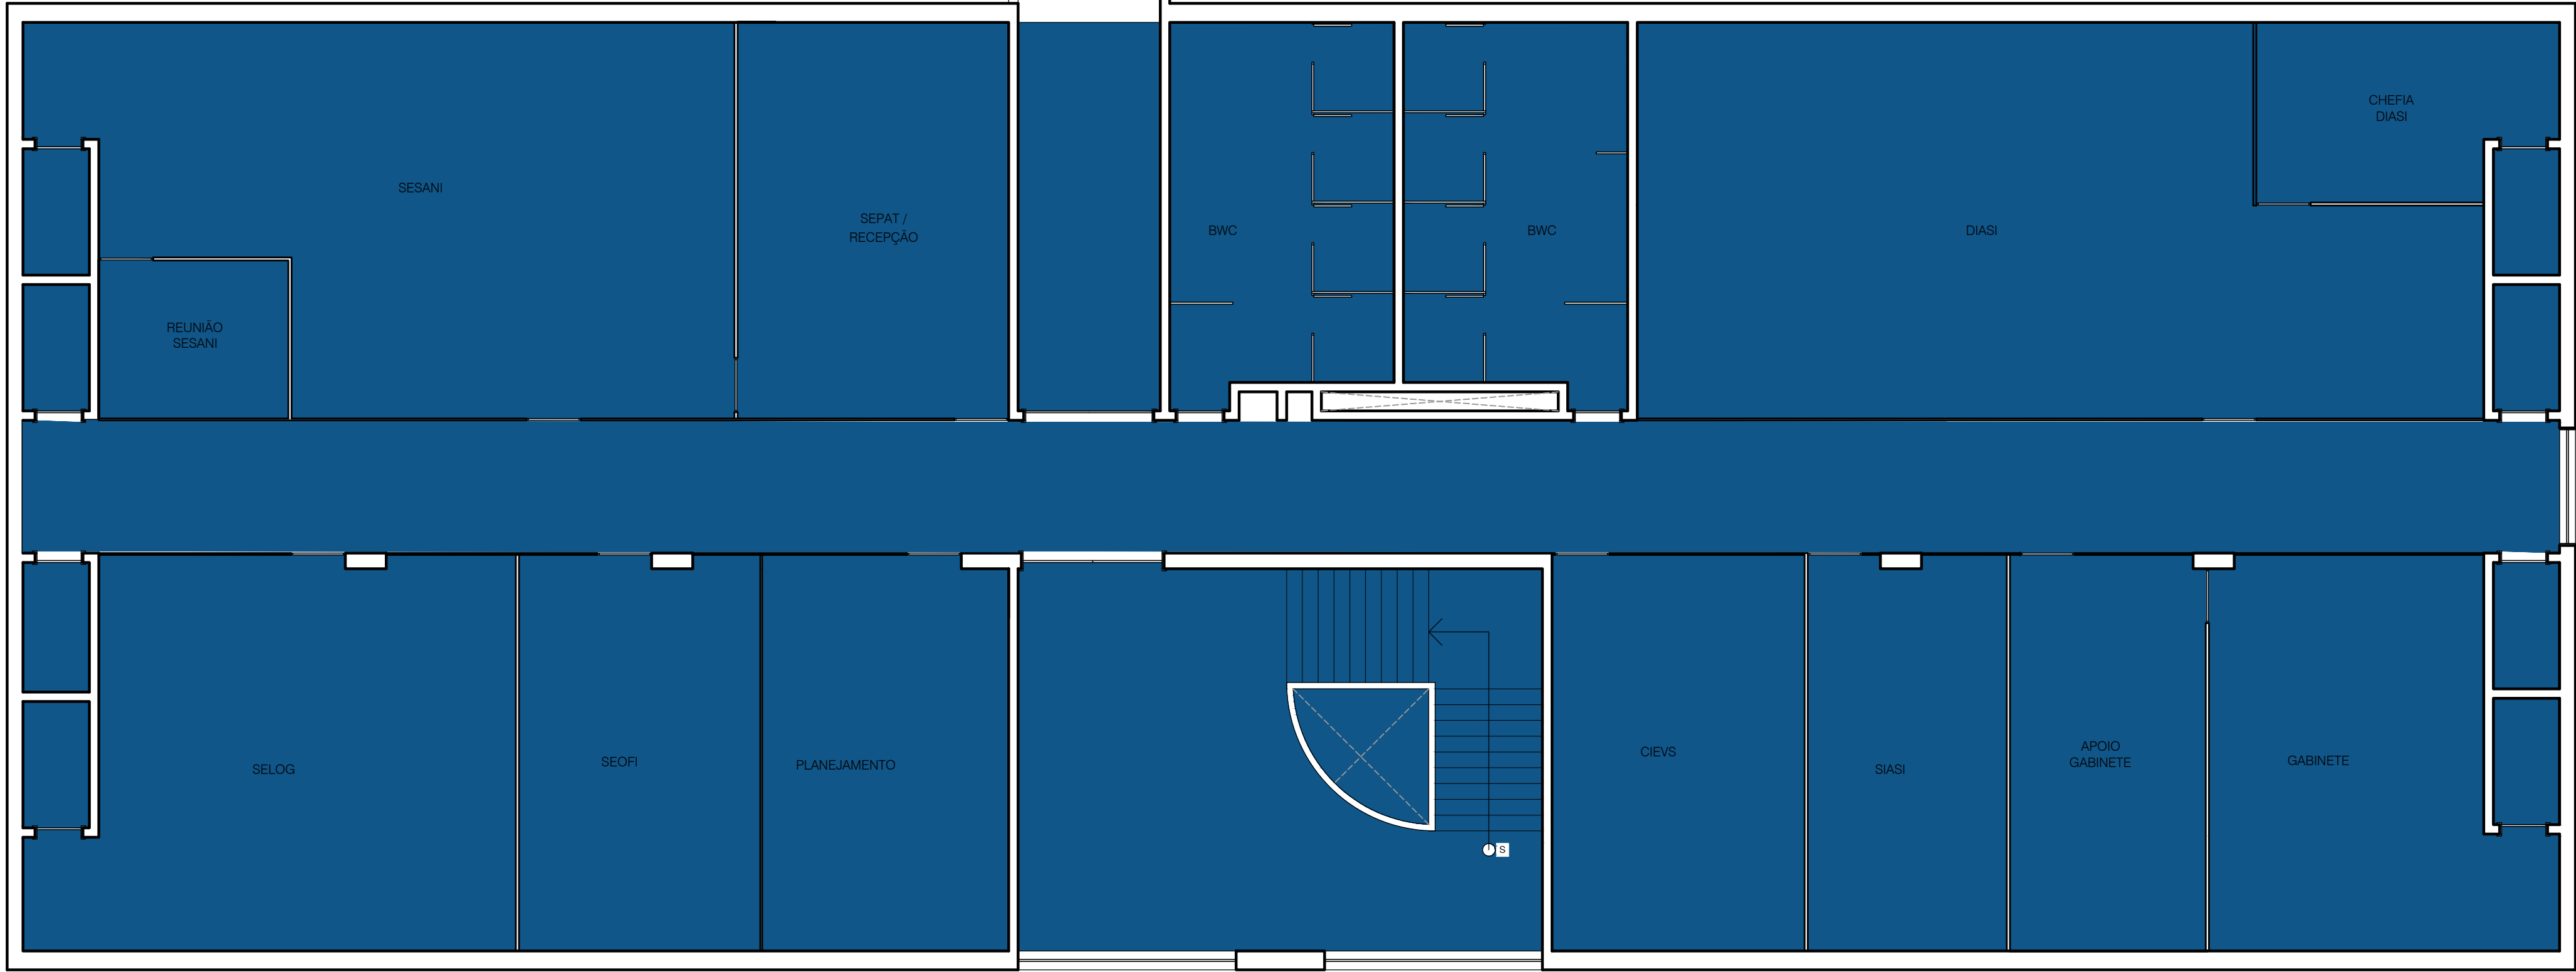 CHEFIA
DIASI
SESANI
SEPAT /
RECEPÇÃO
BWC
BWC
DIASI
REUNIÃO
SESANI
SELOG
SEOFI
PLANEJAMENTO
CIEVS
SIASI
APOIO
GABINETE
GABINETE
S